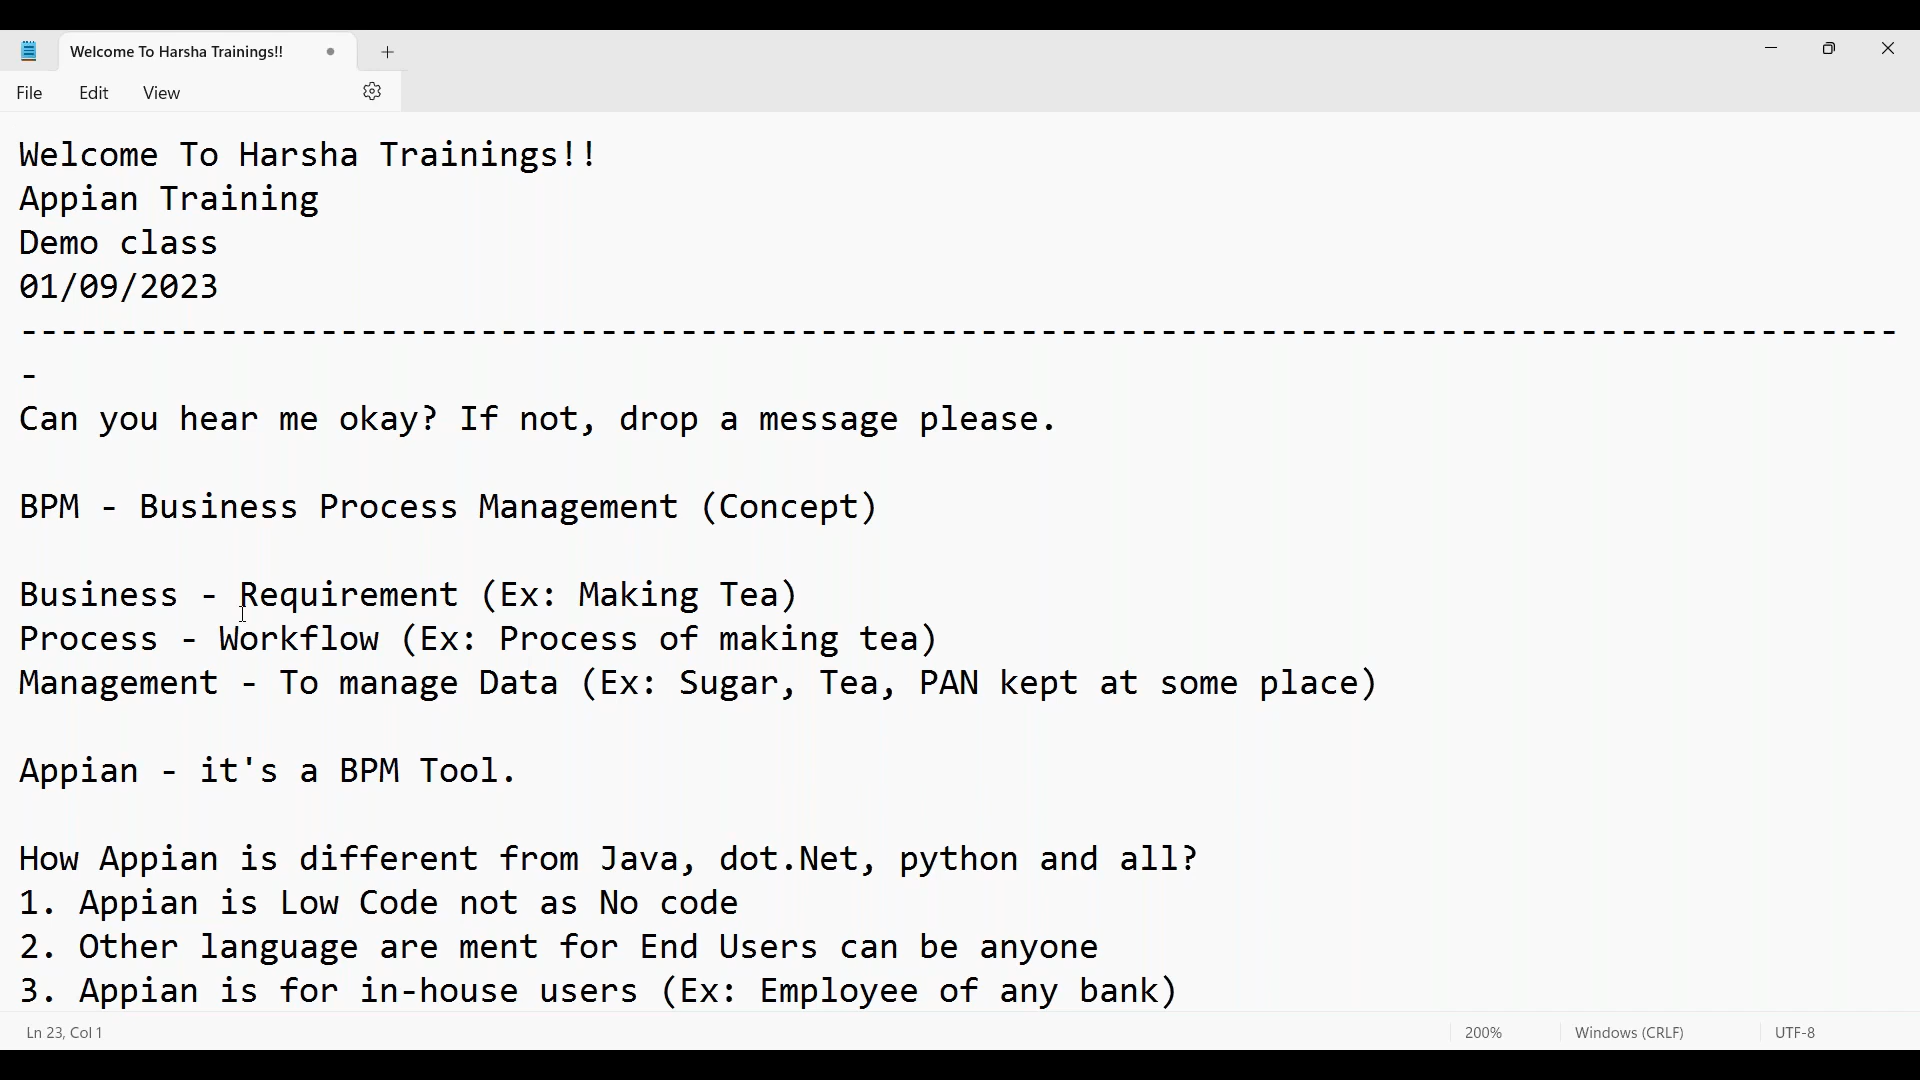 Welcome To Harsha Trainings!!
File Edit View
Welcome To Harsha Trainings!!
Appian Training
Demo class
01/09/2023
----------------------------------------------------------------------------------------------
-
Can you hear me okay? If not, drop a message please.
BPM - Business Process Management (Concept)
Business - Requirement (Ex: Making Tea)
Process - Workflow (Ex: Process of making tea)
Management - To manage Data (Ex: Sugar, Tea, PAN kept at some place)
Appian - it's a BPM Tool.
How Appian is different from Java, dot.Net, python and all?
1. Appian is Low Code not as No code
2. Other language are ment for End Users can be anyone
3. Appian is for in-house users (Ex: Employee of any bank)
Ln 23, Col 1 200% Windows (CRLF) UTF-8